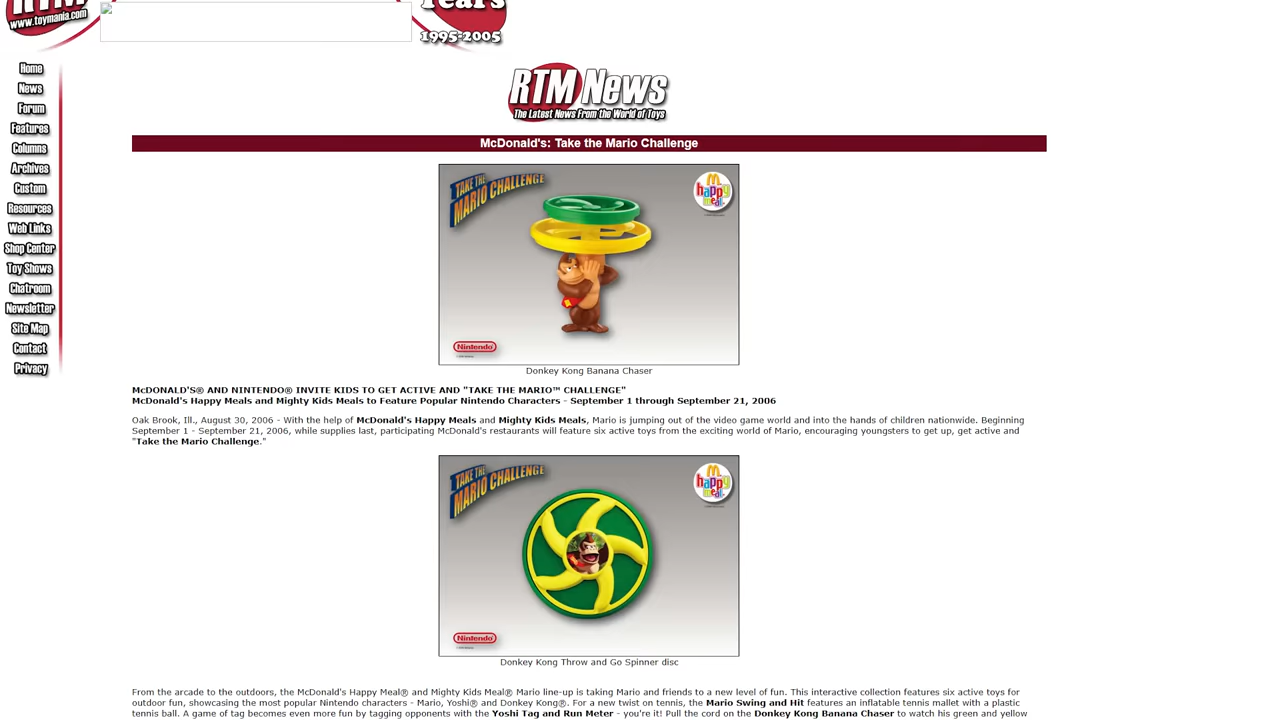 RTM
www.toymania.com
Years
1995-2005
Home
News
Forum
Features
Columns
Archives
Custom
Resources
Web Links
Shop Center
Toy Shows
Chatroom
Newsletter
Site Map
Contact
Privacy
RTM News
The Latest News From the World of Toys
McDonald's: Take the Mario Challenge
TAKE THE
MARIO CHALLENGE
happy
meal
Nintendo
Donkey Kong Banana Chaser
McDONALD'S® AND NINTENDO® INVITE KIDS TO GET ACTIVE AND "TAKE THE MARIO™ CHALLENGE"
McDonald's Happy Meals and Mighty Kids Meals to Feature Popular Nintendo Characters - September 1 through September 21, 2006
Oak Brook, Ill., August 30, 2006 - With the help of McDonald's Happy Meals and Mighty Kids Meals, Mario is jumping out of the video game world and into the hands of children nationwide. Beginning
September 1 - September 21, 2006, while supplies last, participating McDonald's restaurants will feature six active toys from the exciting world of Mario, encouraging youngsters to get up, get active and
"Take the Mario Challenge."
TAKE THE
MARIO CHALLENGE
happy
meal
Nintendo
Donkey Kong Throw and Go Spinner disc
From the arcade to the outdoors, the McDonald's Happy Meal® and Mighty Kids Meal® Mario line-up is taking Mario and friends to a new level of fun. This interactive collection features six active toys for
outdoor fun, showcasing the most popular Nintendo characters - Mario, Yoshi® and Donkey Kong®. For a new twist on tennis, the Mario Swing and Hit features an inflatable tennis mallet with a plastic
tennis ball. A game of tag becomes even more fun by tagging opponents with the Yoshi Tag and Run Meter - you're it! Pull the cord on the Donkey Kong Banana Chaser to watch his green and yellow